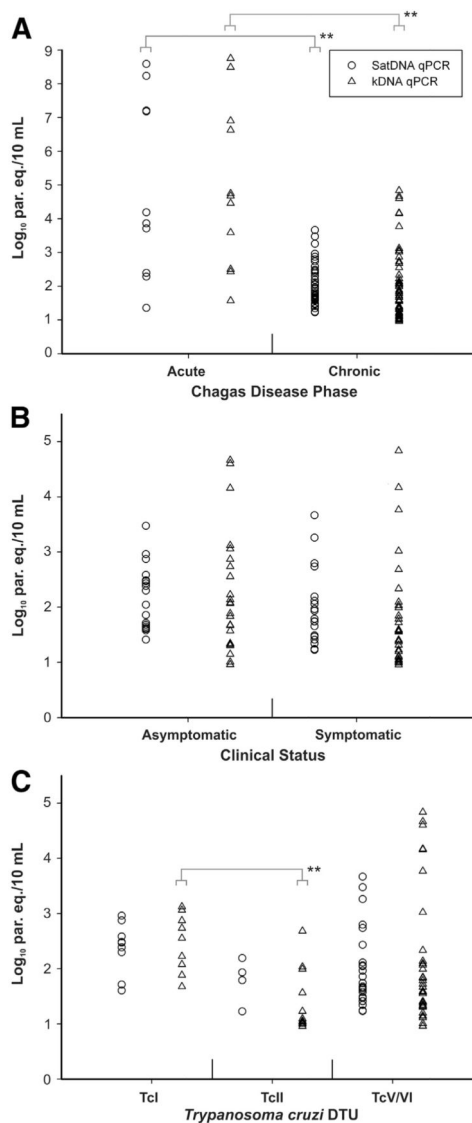 A
**
**
SatDNA qPCR
kDNA qPCR
Log₁₀ par. eq./10 mL
9
8
7
6
5
4
3
2
1
0
Acute
Chronic
Chagas Disease Phase
B
Log₁₀ par. eq./10 mL
5
4
3
2
1
0
Asymptomatic
Symptomatic
Clinical Status
C
Log₁₀ par. eq./10 mL
5
4
3
2
1
0
**
TcI
TcII
TcV/VI
Trypanosoma cruzi DTU